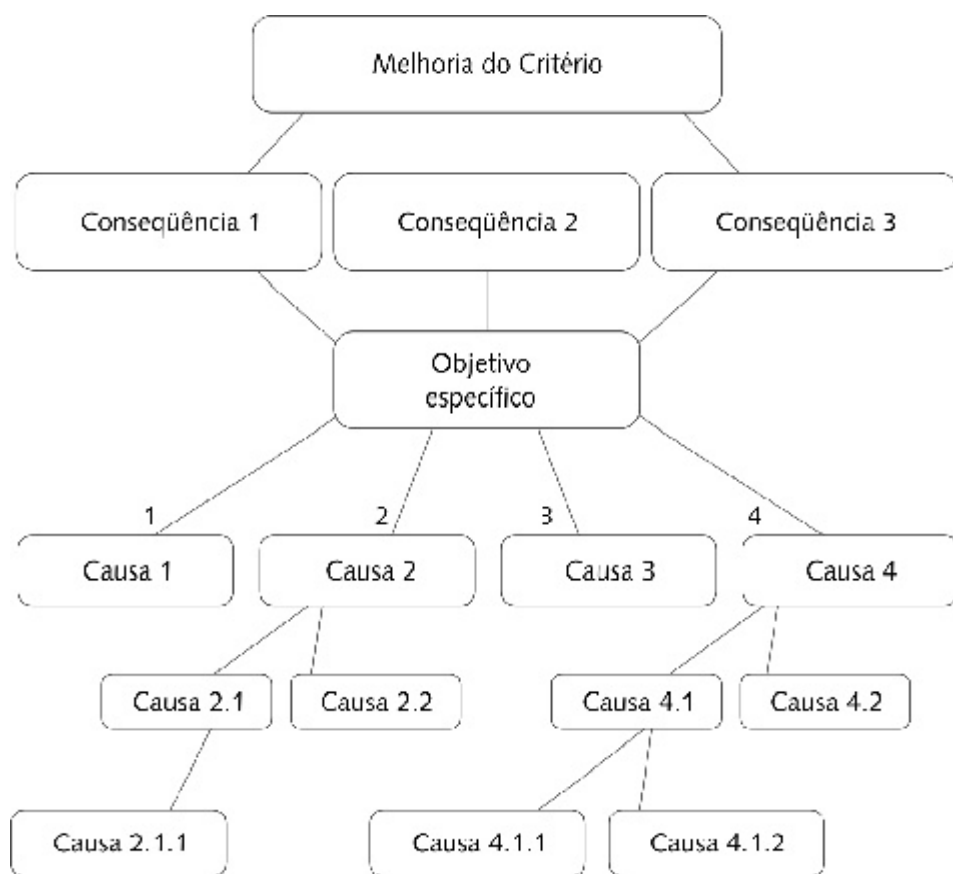 Melhoria do Critério
Conseqüência 1
Conseqüência 2
Conseqüência 3
Objetivo
específico
1
2
3
4
Causa 1
Causa 2
Causa 3
Causa 4
Causa 2.1
Causa 2.2
Causa 4.1
Causa 4.2
Causa 2.1.1
Causa 4.1.1
Causa 4.1.2